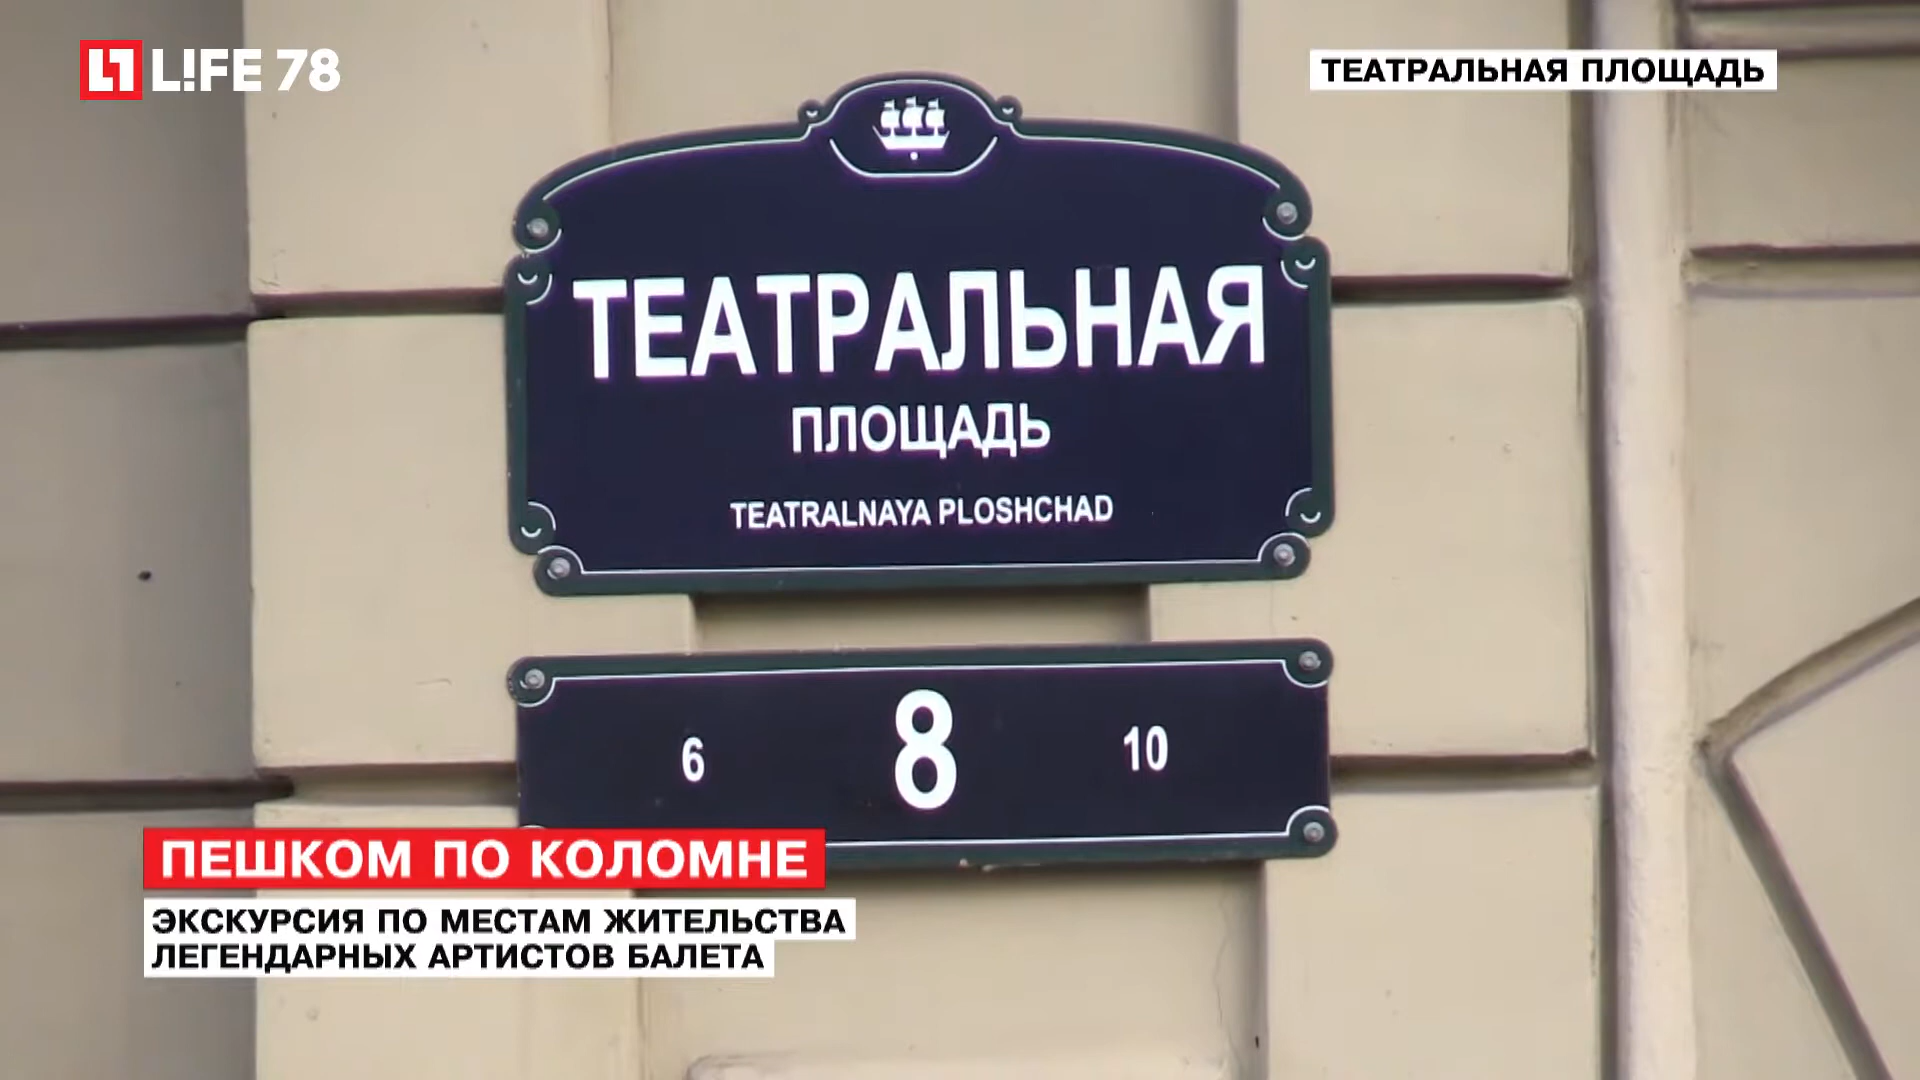 L!FE 78
ТЕАТРАЛЬНАЯ ПЛОЩАДЬ
ТЕАТРАЛЬНАЯ
ПЛОЩАДЬ
TEATRALNAYA PLOSHCHAD
6 8 10
ПЕШКОМ ПО КОЛОМНЕ
ЭКСКУРСИЯ ПО МЕСТАМ ЖИТЕЛЬСТВА
ЛЕГЕНДАРНЫХ АРТИСТОВ БАЛЕТА